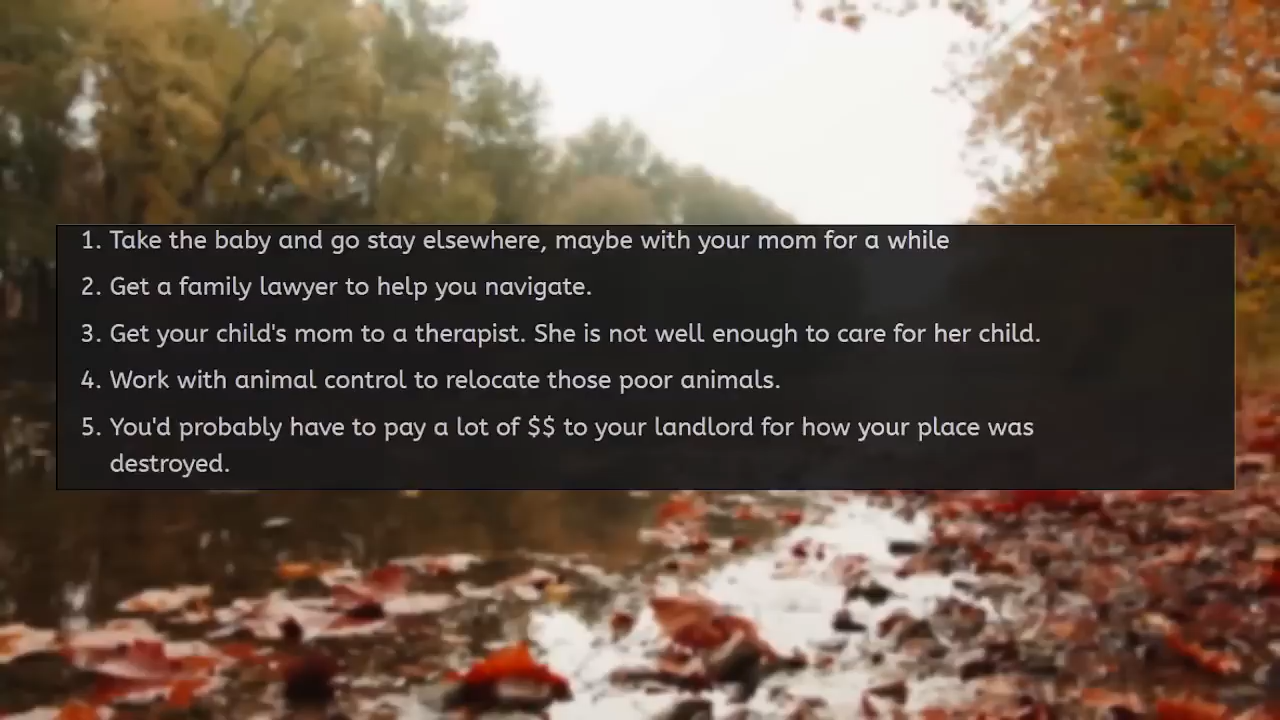 1. Take the baby and go stay elsewhere, maybe with your mom for a while
2. Get a family lawyer to help you navigate.
3. Get your child's mom to a therapist. She is not well enough to care for her child.
4. Work with animal control to relocate those poor animals.
5. You'd probably have to pay a lot of $$ to your landlord for how your place was
destroyed.